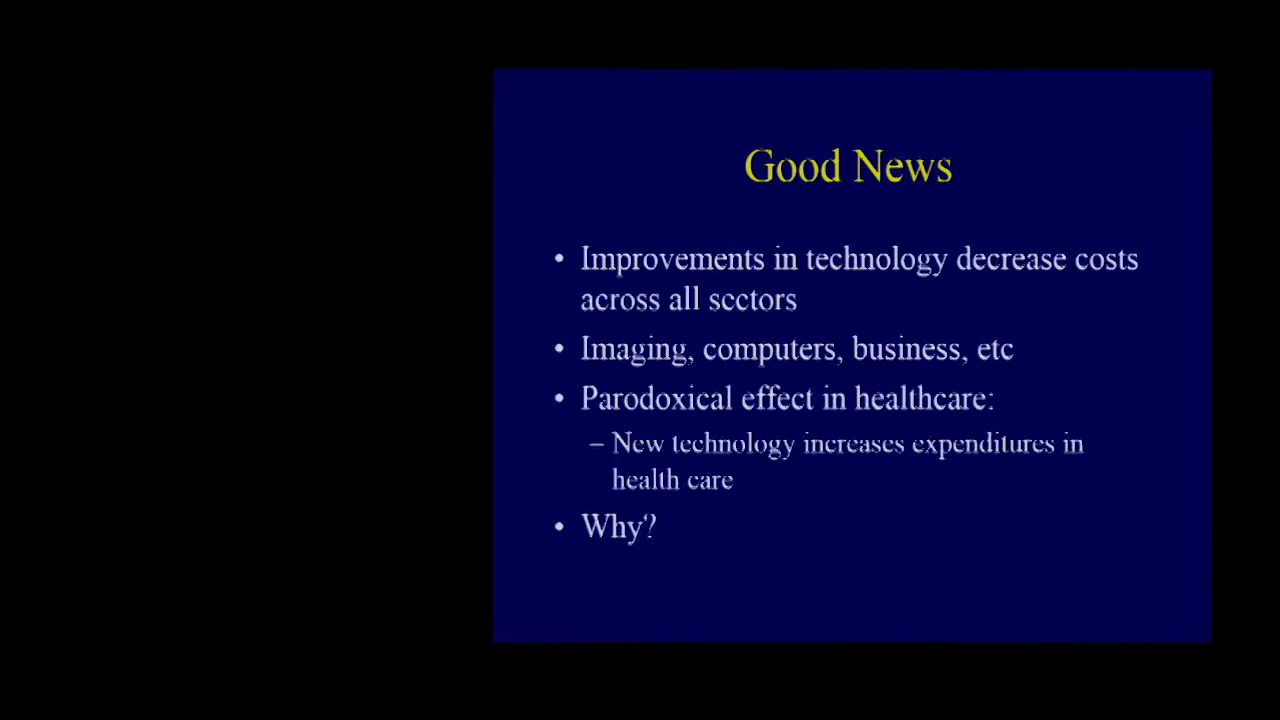 Good News
• Improvements in technology decrease costs
across all sectors
• Imaging, computers, business, etc
• Parodoxical effect in healthcare:
– New technology increases expenditures in
health care
• Why?